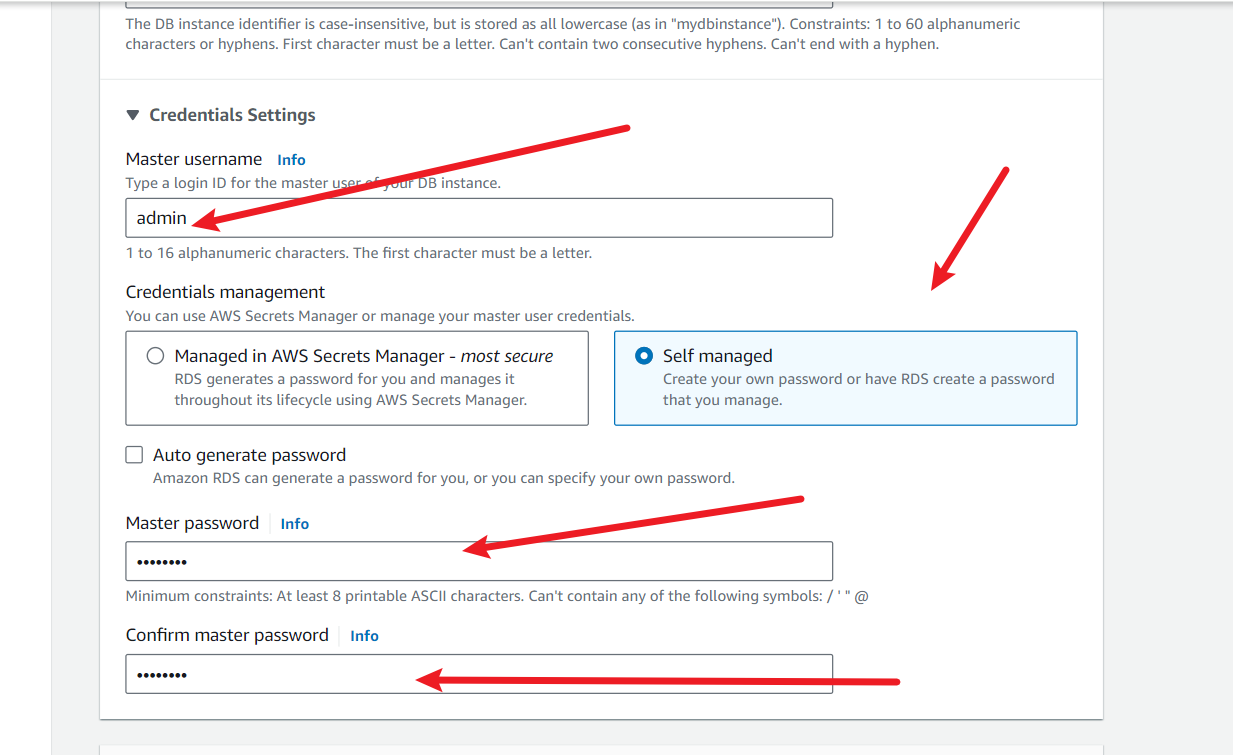 The DB instance identifier is case-insensitive, but is stored as all lowercase (as in "mydbinstance"). Constraints: 1 to 60 alphanumeric
characters or hyphens. First character must be a letter. Can't contain two consecutive hyphens. Can't end with a hyphen.
Credentials Settings
Master username Info
Type a login ID for the master user of your DB instance.
admin
1 to 16 alphanumeric characters. The first character must be a letter.
Credentials management
You can use AWS Secrets Manager or manage your master user credentials.
Managed in AWS Secrets Manager - most secure
RDS generates a password for you and manages it
throughout its lifecycle using AWS Secrets Manager.
Self managed
Create your own password or have RDS create a password
that you manage.
Auto generate password
Amazon RDS can generate a password for you, or you can specify your own password.
Master password Info
••••••••
Minimum constraints: At least 8 printable ASCII characters. Can't contain any of the following symbols: / ' " @
Confirm master password Info
••••••••